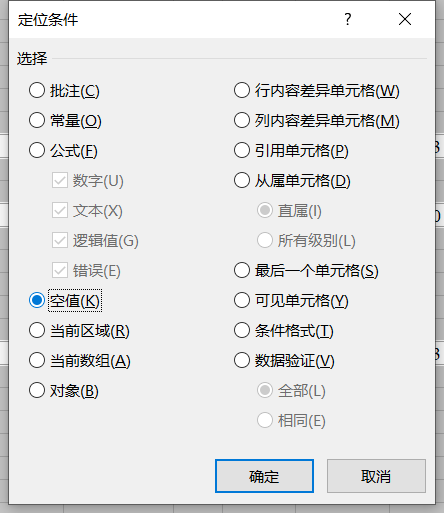 定位条件
选择
批注(C)
常量(O)
公式(F)
数字(U)
文本(X)
逻辑值(G)
错误(E)
空值(K)
当前区域(R)
当前数组(A)
对象(B)
行内容差异单元格(W)
列内容差异单元格(M)
引用单元格(P)
从属单元格(D)
直属(I)
所有级别(L)
最后一个单元格(S)
可见单元格(Y)
条件格式(T)
数据验证(V)
全部(L)
相同(E)
确定
取消
3
0
3